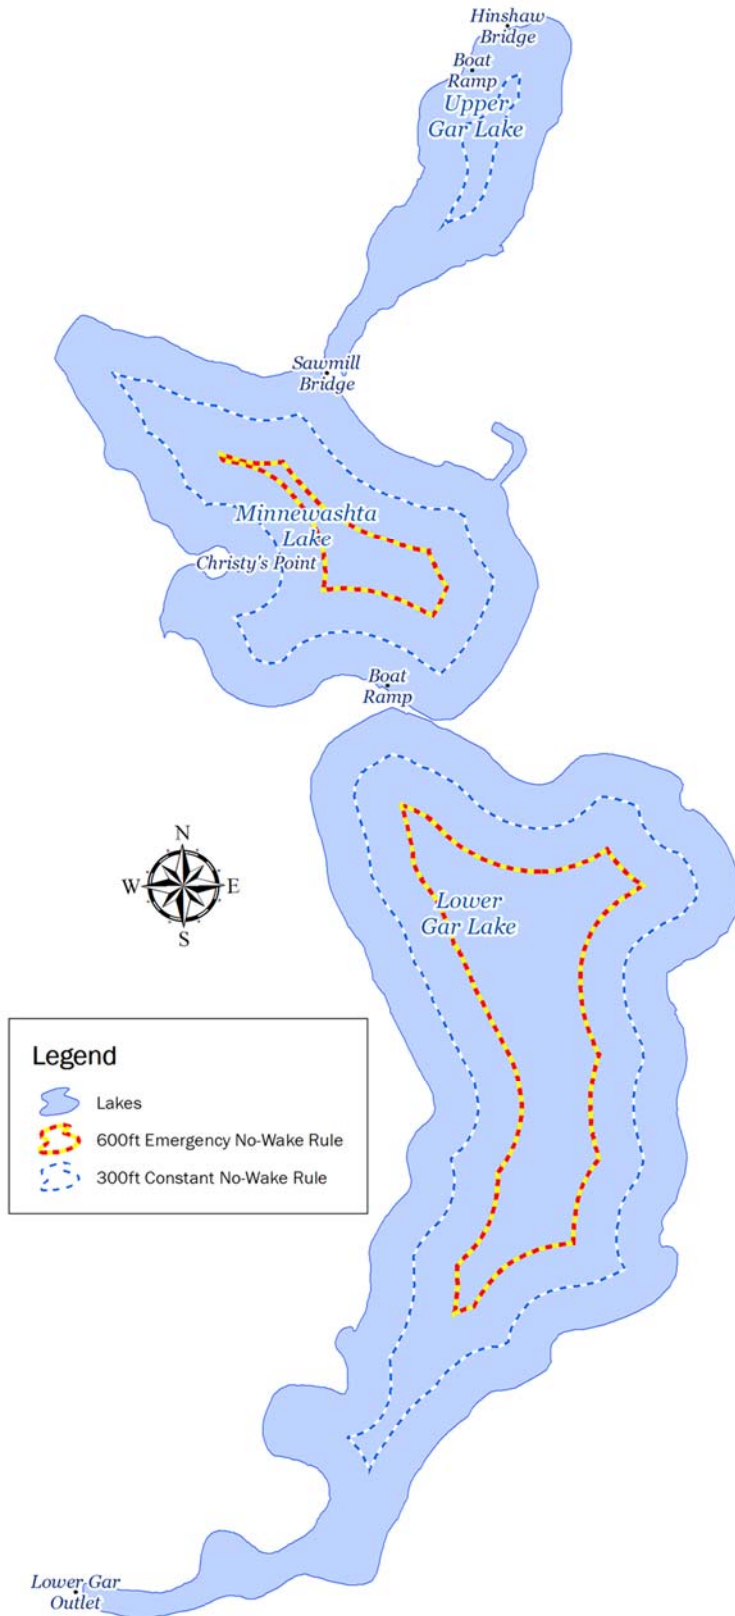 Hinshaw
Bridge
Boat
Ramp
Upper
Gar Lake
Sawmill
Bridge
Minnewashta
Lake
Christy's Point
Boat
Ramp
N
W
E
S
Lower
Gar Lake
Legend
Lakes
600ft Emergency No-Wake Rule
300ft Constant No-Wake Rule
Lower Gar
Outlet